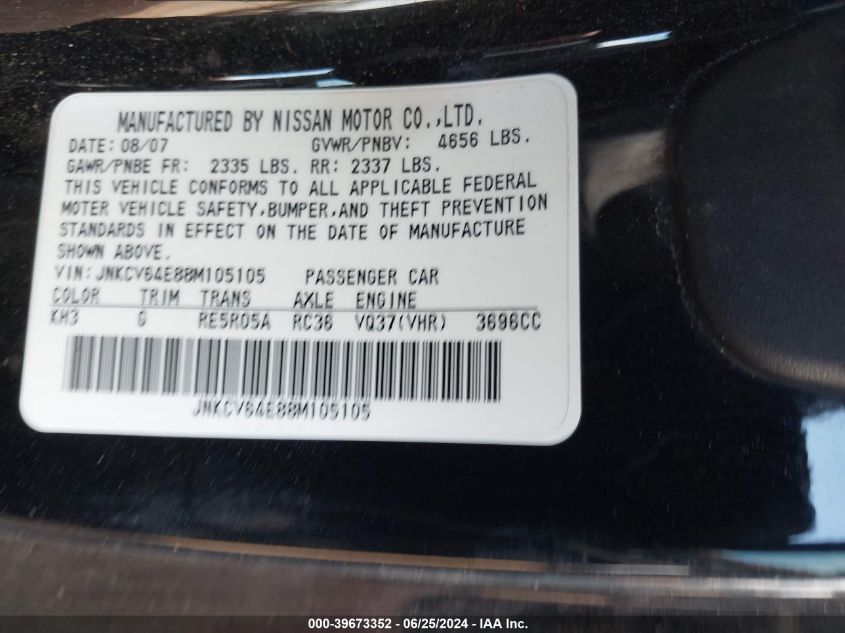 MANUFACTURED BY NISSAN MOTOR CO.,LTD.
DATE: 08/07 GVWR/PNBV: 4656 LBS.
GAWR/PNBE FR: 2335 LBS. RR: 2337 LBS.
THIS VEHICLE CONFORMS TO ALL APPLICABLE FEDERAL
MOTER VEHICLE SAFETY,BUMPER,AND THEFT PREVENTION
STANDARDS IN EFFECT ON THE DATE OF MANUFACTURE
SHOWN ABOVE.
VIN: JNKCV64E88M105105 PASSENGER CAR
COLOR TRIM TRANS AXLE ENGINE
KH3 G RE5R05A RC36 VQ37(VHR) 3696CC
JNKCV64E88M105105
000-39673352 - 06/25/2024 - IAA Inc.